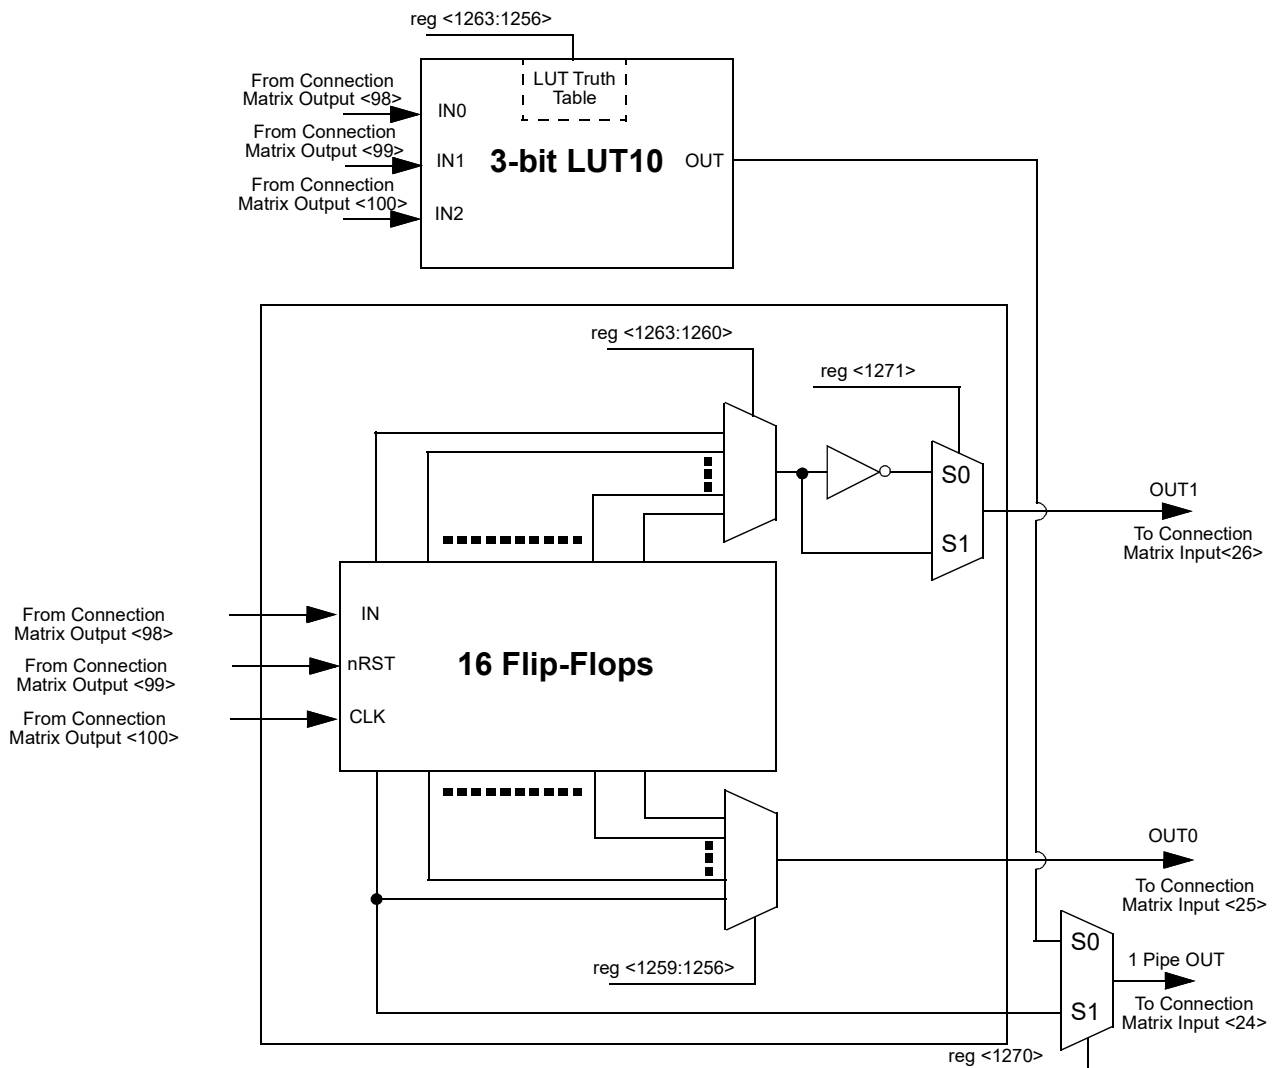 reg <1263:1256>
LUT Truth
Table
From Connection
Matrix Output <98>
IN0
From Connection
Matrix Output <99>
IN1
3-bit LUT10
OUT
From Connection
Matrix Output <100>
IN2
reg <1263:1260>
reg <1271>
S0
S1
OUT1
To Connection
Matrix Input<26>
From Connection
Matrix Output <98>
IN
From Connection
Matrix Output <99>
nRST
16 Flip-Flops
From Connection
Matrix Output <100>
CLK
OUT0
To Connection
Matrix Input <25>
reg <1259:1256>
S0
S1
1 Pipe OUT
To Connection
Matrix Input <24>
reg <1270>